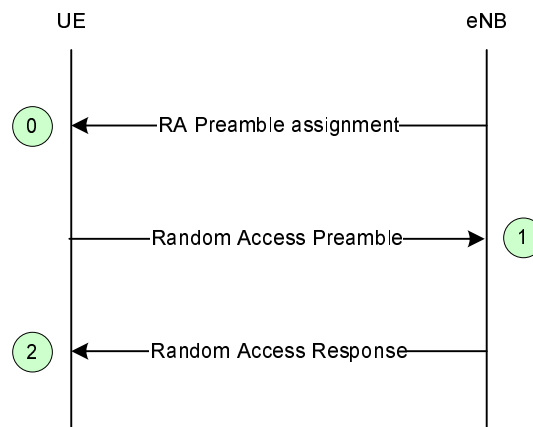 UE
eNB
0
RA Preamble assignment
Random Access Preamble
1
2
Random Access Response